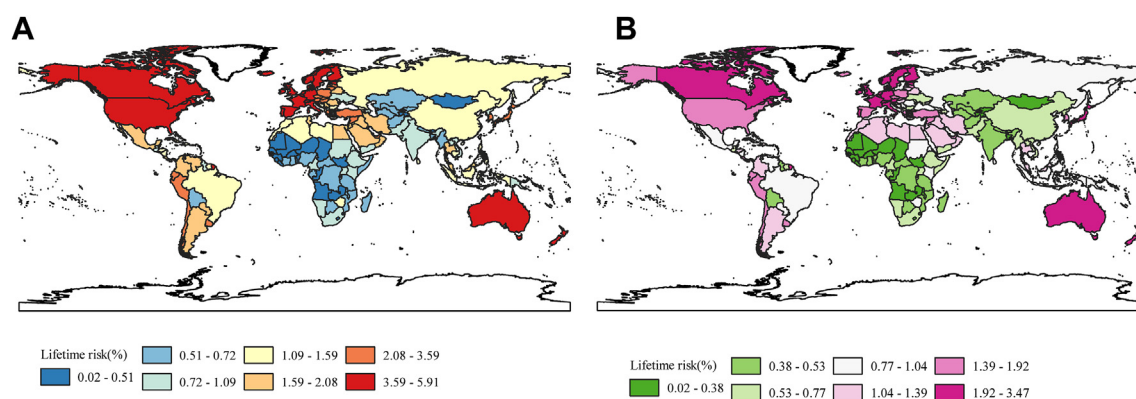 A
B
Lifetime risk(%)
0.02 - 0.51
0.51 - 0.72
0.72 - 1.09
1.09 - 1.59
1.59 - 2.08
2.08 - 3.59
3.59 - 5.91
Lifetime risk(%)
0.02 - 0.38
0.38 - 0.53
0.53 - 0.77
0.77 - 1.04
1.04 - 1.39
1.39 - 1.92
1.92 - 3.47